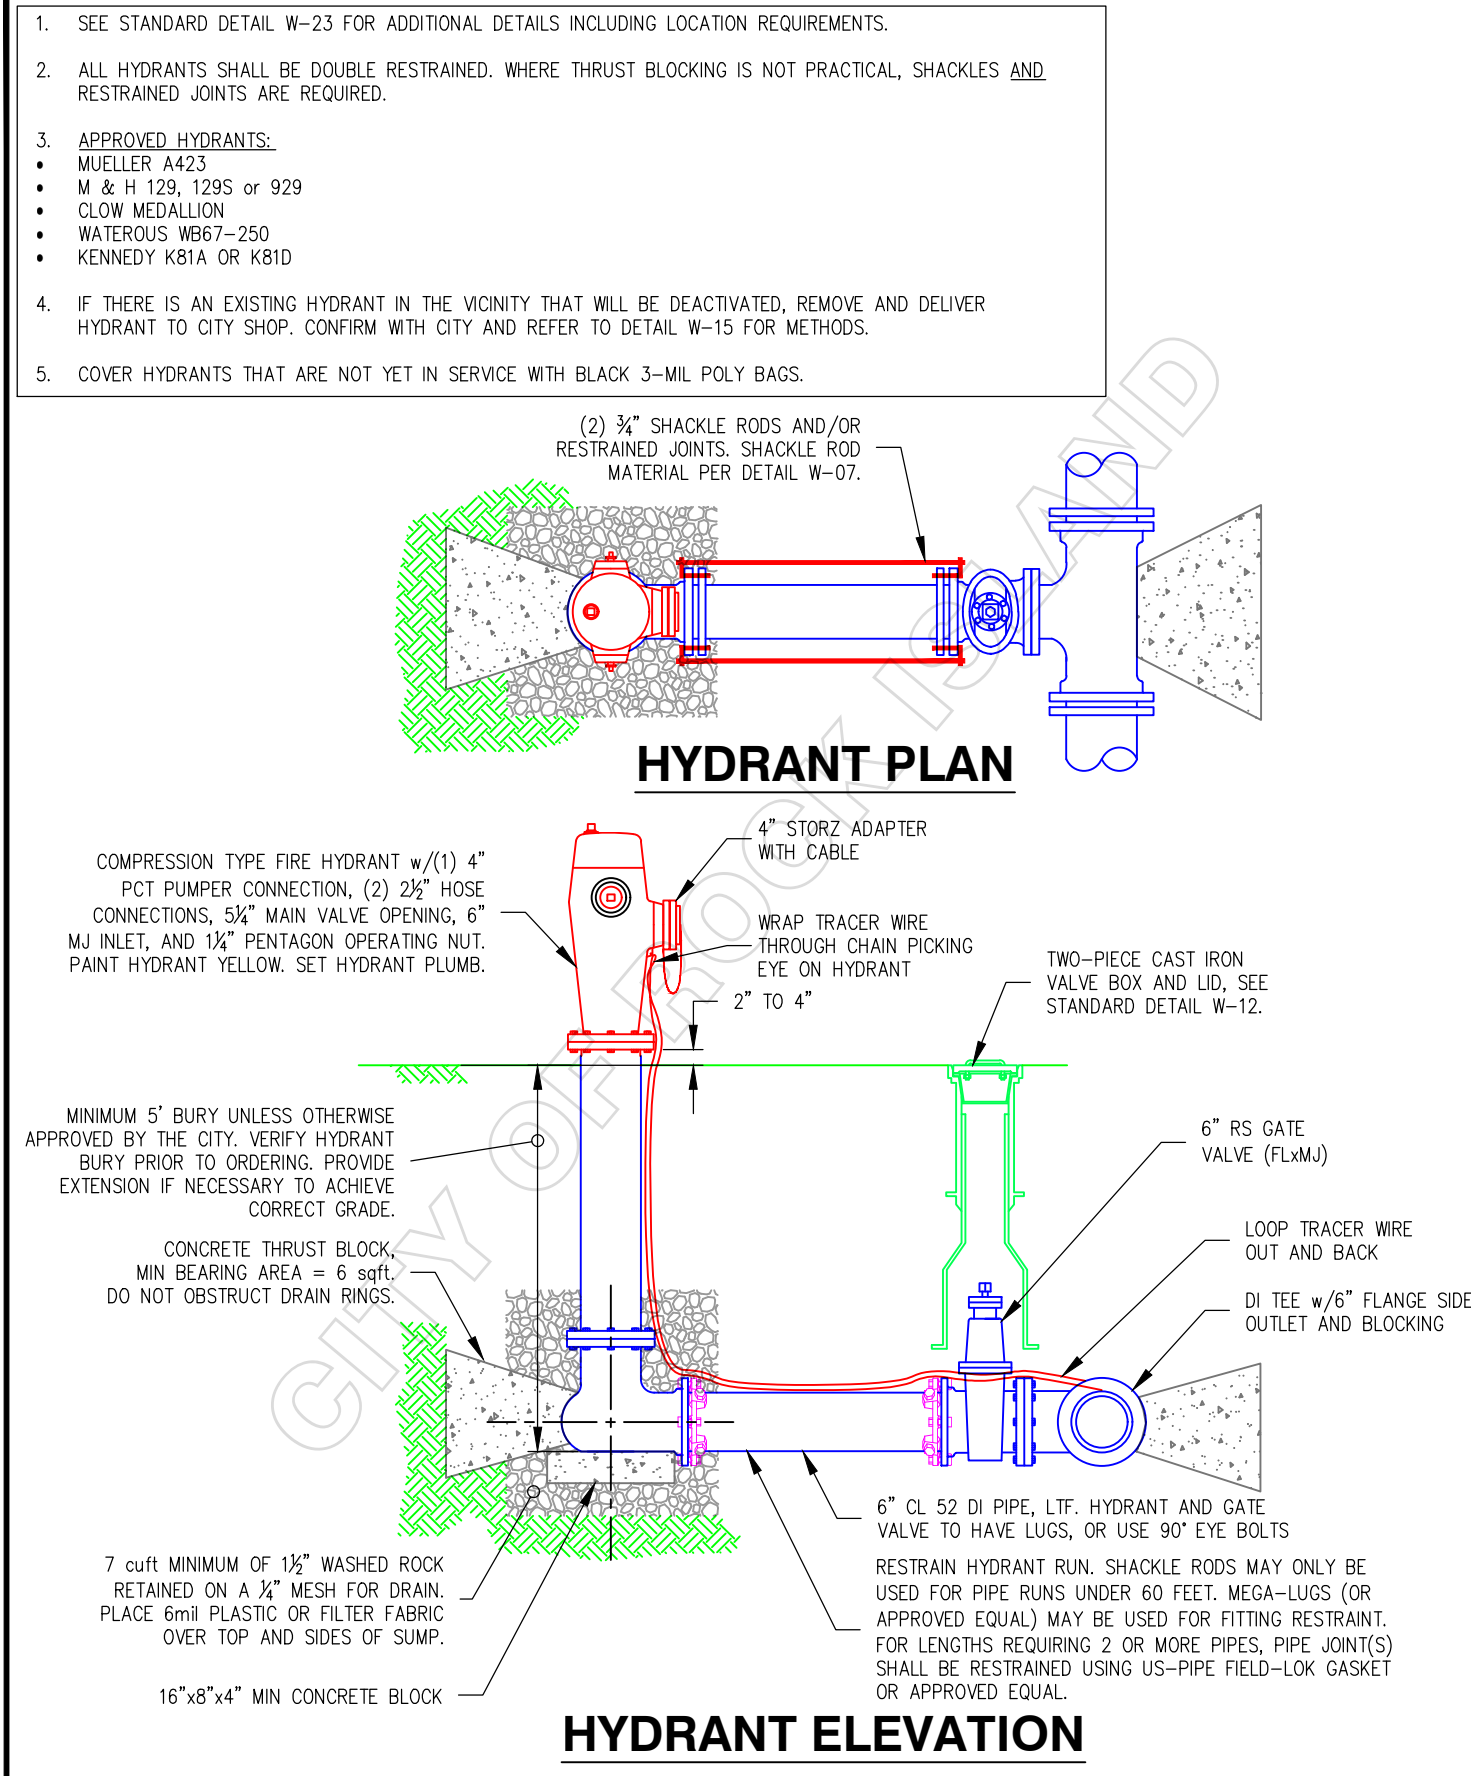 1. SEE STANDARD DETAIL W-23 FOR ADDITIONAL DETAILS INCLUDING LOCATION REQUIREMENTS.
2. ALL HYDRANTS SHALL BE DOUBLE RESTRAINED. WHERE THRUST BLOCKING IS NOT PRACTICAL, SHACKLES AND
RESTRAINED JOINTS ARE REQUIRED.
3. APPROVED HYDRANTS:
• MUELLER A423
• M & H 129, 129S or 929
• CLOW MEDALLION
• WATEROUS WB67-250
• KENNEDY K81A OR K81D
4. IF THERE IS AN EXISTING HYDRANT IN THE VICINITY THAT WILL BE DEACTIVATED, REMOVE AND DELIVER
HYDRANT TO CITY SHOP. CONFIRM WITH CITY AND REFER TO DETAIL W-15 FOR METHODS.
5. COVER HYDRANTS THAT ARE NOT YET IN SERVICE WITH BLACK 3-MIL POLY BAGS.
(2) ¾" SHACKLE RODS AND/OR
RESTRAINED JOINTS. SHACKLE ROD
MATERIAL PER DETAIL W-07.
HYDRANT PLAN
CITY OF ROCK ISLAND
COMPRESSION TYPE FIRE HYDRANT w/(1) 4"
PCT PUMPER CONNECTION, (2) 2½" HOSE
CONNECTIONS, 5¼" MAIN VALVE OPENING, 6"
MJ INLET, AND 1¼" PENTAGON OPERATING NUT.
PAINT HYDRANT YELLOW. SET HYDRANT PLUMB.
4" STORZ ADAPTER
WITH CABLE
WRAP TRACER WIRE
THROUGH CHAIN PICKING
EYE ON HYDRANT
2" TO 4"
TWO-PIECE CAST IRON
VALVE BOX AND LID, SEE
STANDARD DETAIL W-12.
MINIMUM 5' BURY UNLESS OTHERWISE
APPROVED BY THE CITY. VERIFY HYDRANT
BURY PRIOR TO ORDERING. PROVIDE
EXTENSION IF NECESSARY TO ACHIEVE
CORRECT GRADE.
6" RS GATE
VALVE (FLxMJ)
CONCRETE THRUST BLOCK,
MIN BEARING AREA = 6 sqft.
DO NOT OBSTRUCT DRAIN RINGS.
LOOP TRACER WIRE
OUT AND BACK
DI TEE w/6" FLANGE SIDE
OUTLET AND BLOCKING
6" CL 52 DI PIPE, LTF. HYDRANT AND GATE
VALVE TO HAVE LUGS, OR USE 90° EYE BOLTS
7 cuft MINIMUM OF 1½" WASHED ROCK
RETAINED ON A ¼" MESH FOR DRAIN.
PLACE 6mil PLASTIC OR FILTER FABRIC
OVER TOP AND SIDES OF SUMP.
RESTRAIN HYDRANT RUN. SHACKLE RODS MAY ONLY BE
USED FOR PIPE RUNS UNDER 60 FEET. MEGA-LUGS (OR
APPROVED EQUAL) MAY BE USED FOR FITTING RESTRAINT.
FOR LENGTHS REQUIRING 2 OR MORE PIPES, PIPE JOINT(S)
SHALL BE RESTRAINED USING US-PIPE FIELD-LOK GASKET
OR APPROVED EQUAL.
16"x8"x4" MIN CONCRETE BLOCK
HYDRANT ELEVATION